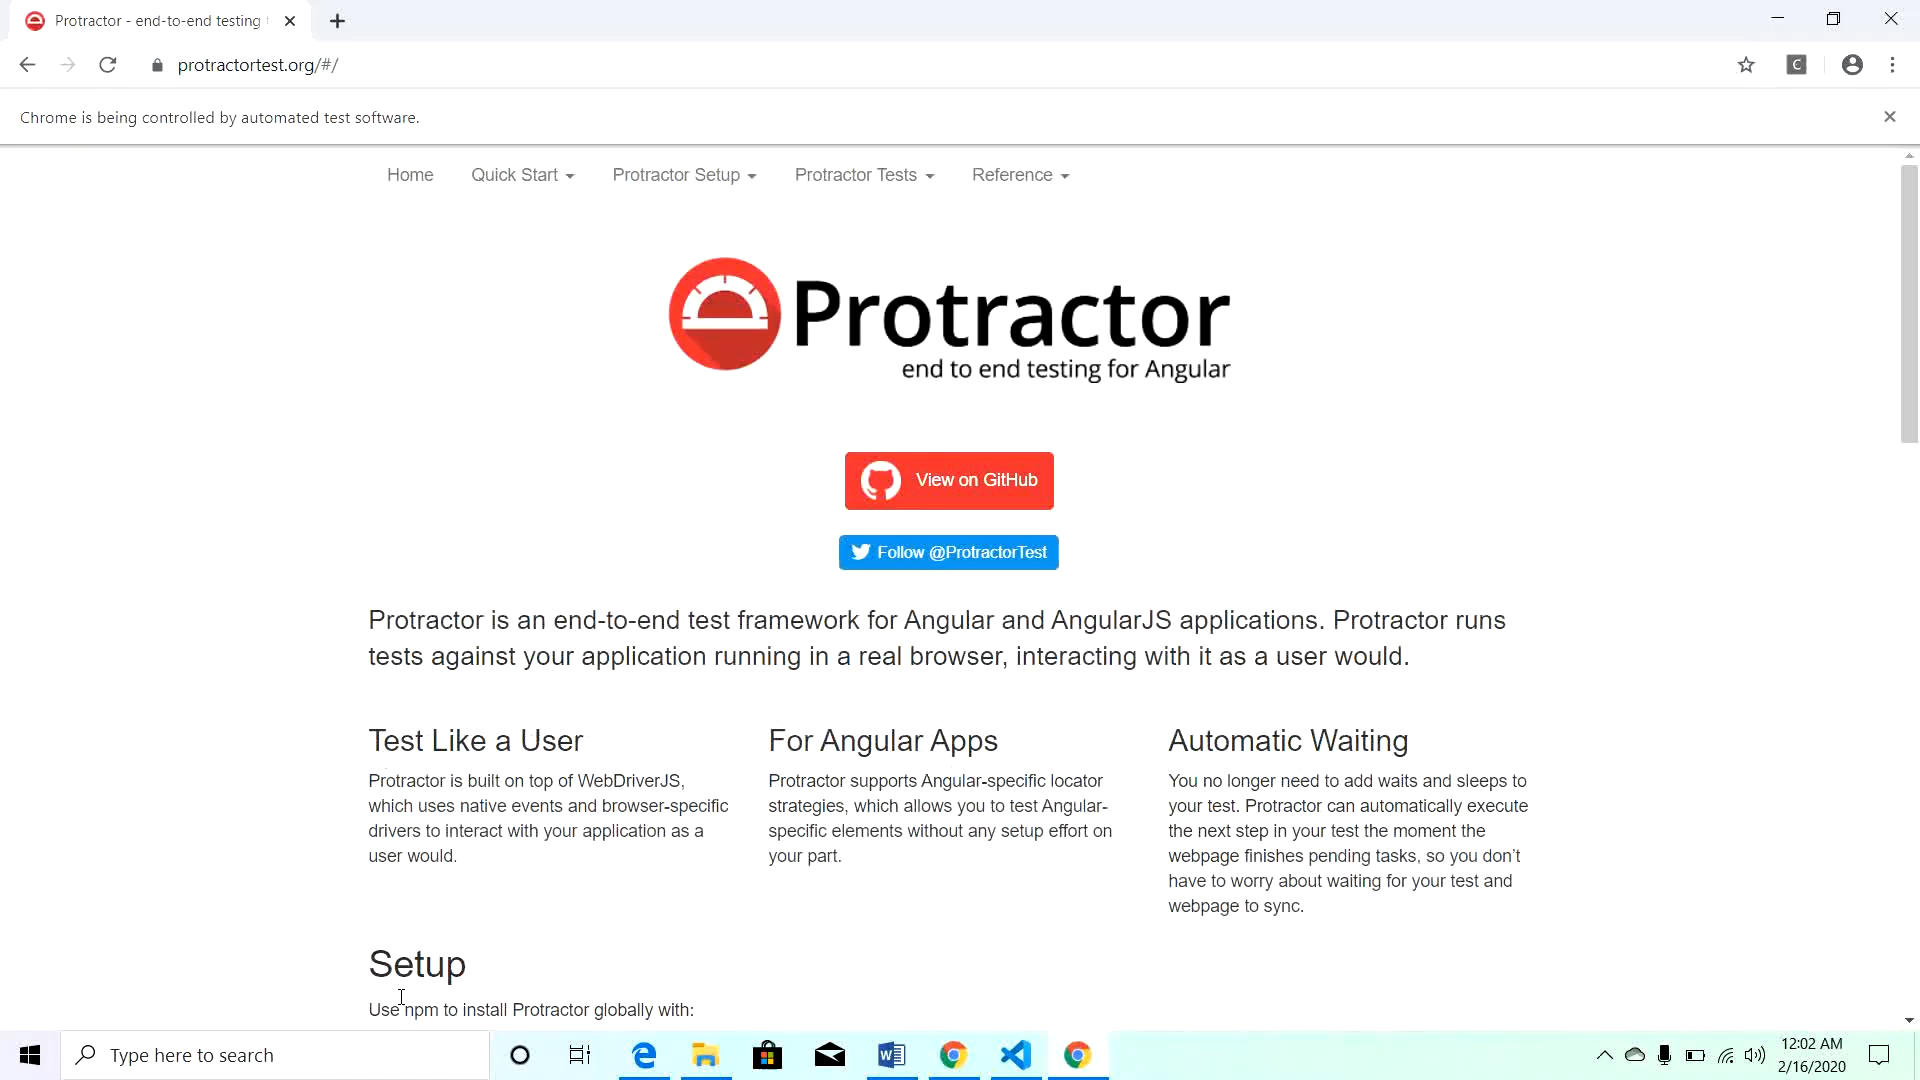 Protractor - end-to-end testing
protractortest.org/#/
C
Chrome is being controlled by automated test software.
Home Quick Start Protractor Setup Protractor Tests Reference
Protractor
end to end testing for Angular
View on GitHub
Follow @ProtractorTest
Protractor is an end-to-end test framework for Angular and AngularJS applications. Protractor runs
tests against your application running in a real browser, interacting with it as a user would.
Test Like a User
Protractor is built on top of WebDriverJS,
which uses native events and browser-specific
drivers to interact with your application as a
user would.
For Angular Apps
Protractor supports Angular-specific locator
strategies, which allows you to test Angular-
specific elements without any setup effort on
your part.
Automatic Waiting
You no longer need to add waits and sleeps to
your test. Protractor can automatically execute
the next step in your test the moment the
webpage finishes pending tasks, so you don’t
have to worry about waiting for your test and
webpage to sync.
Setup
Use npm to install Protractor globally with:
Type here to search
12:02 AM
2/16/2020